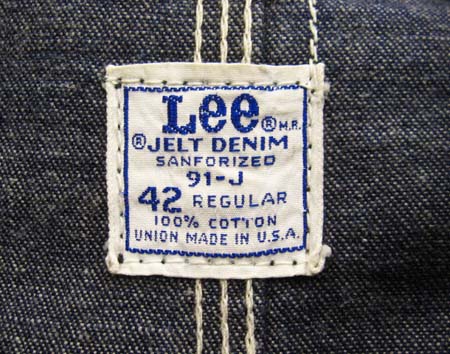 Lee ® M.R.
® JELT DENIM
SANFORIZED
91-J
42 REGULAR
100% COTTON
UNION MADE IN U.S.A.